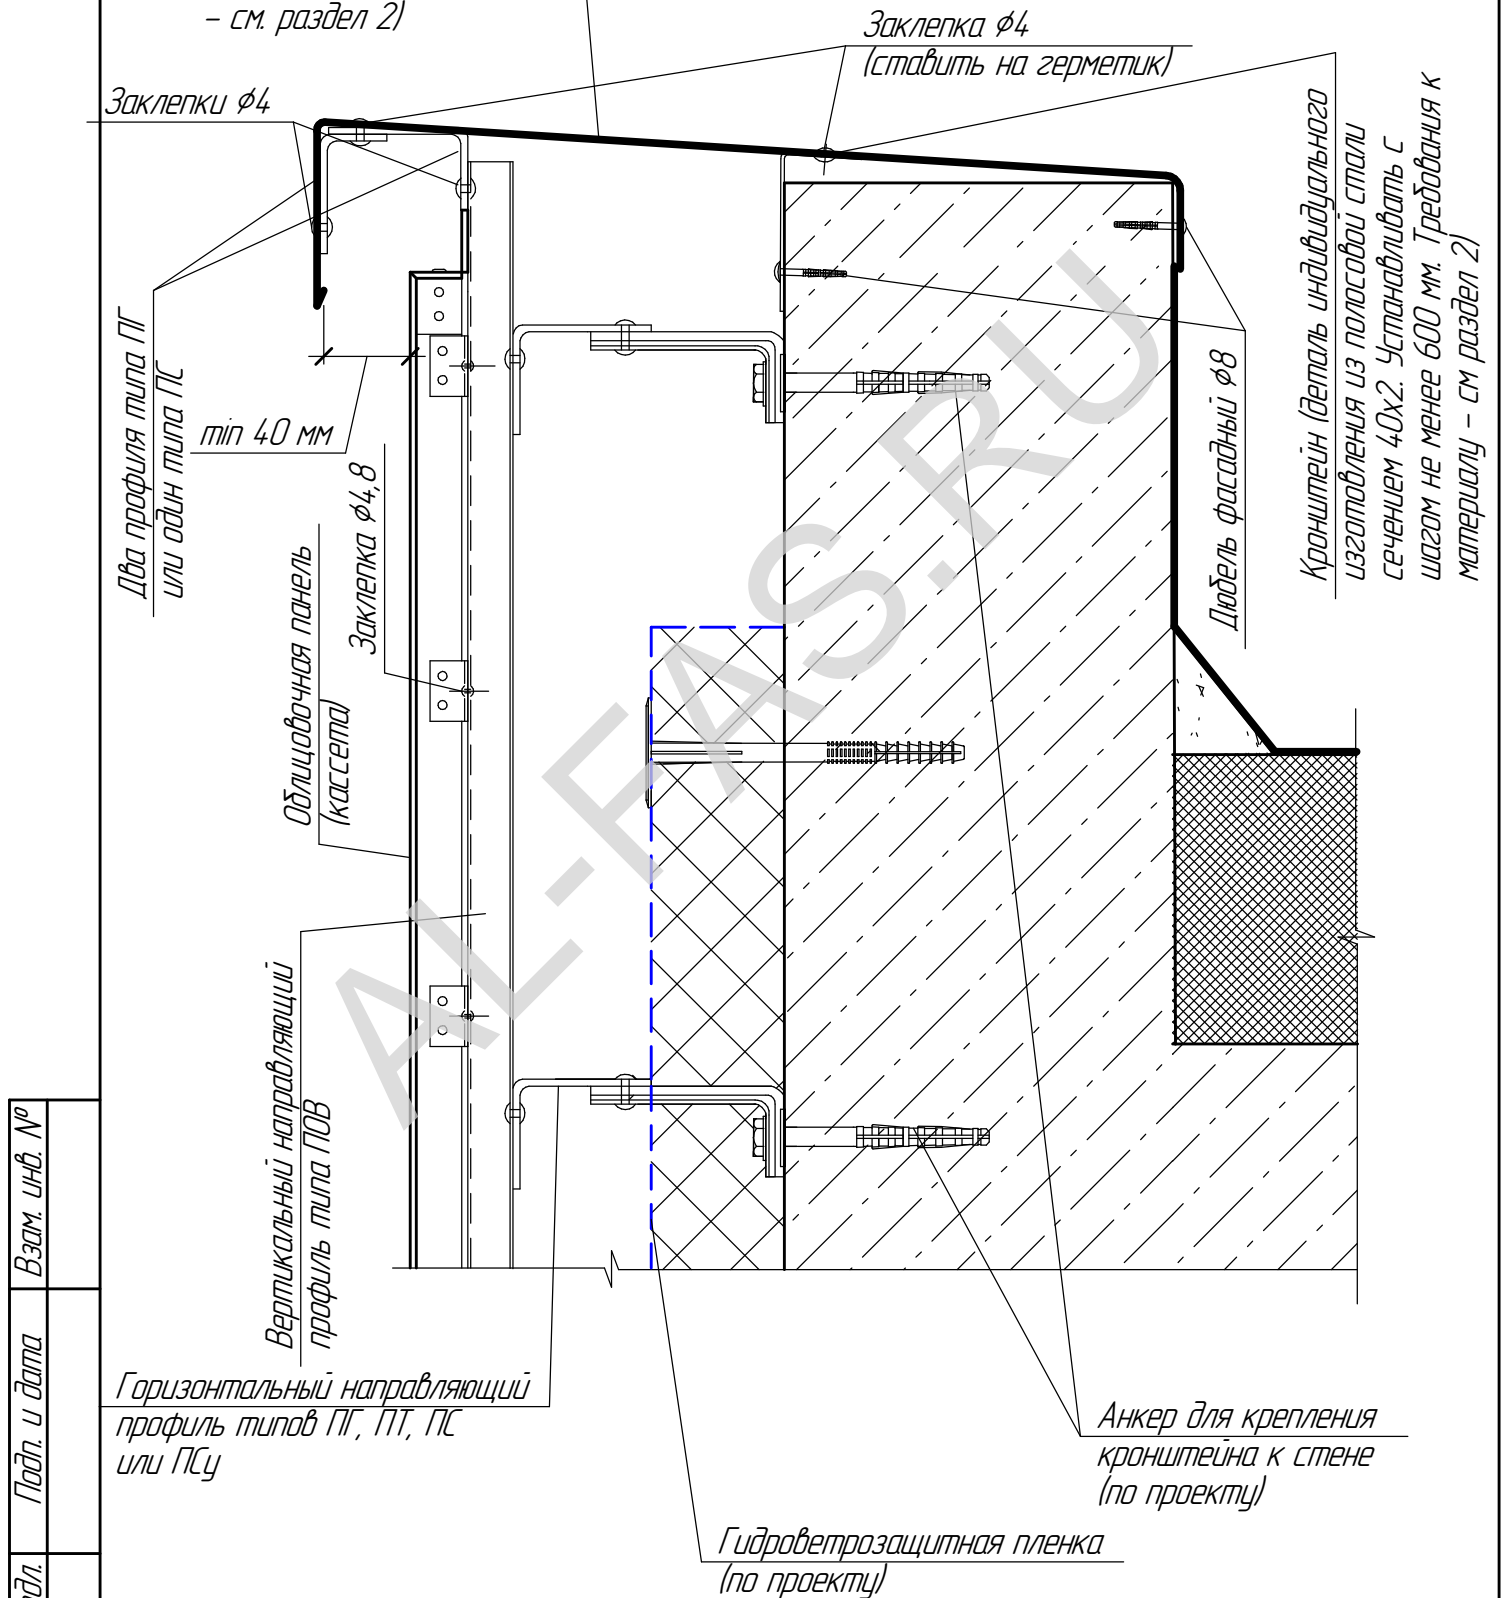 - см. раздел 2)
Заклепка ϕ4
(ставить на герметик)
Заклепки ϕ4
Кронштейн (деталь индивидуального
изготовления из полосовой стали
сечением 40х2. Устанавливать с
шагом не менее 600 мм. Требования к
материалу - см раздел 2)
Два профиля типа ПГ
или один типа ПС
min 40 мм
Заклепка ϕ4,8
Облицовочная панель
(кассета)
Дюбель фасадный ϕ8
AL-FAS.RU
Вертикальный направляющий
профиль типа ПОВ
Горизонтальный направляющий
профиль типов ПГ, ПТ, ПС
или ПСу
Анкер для крепления
кронштейна к стене
(по проекту)
Гидроветрозащитная пленка
(по проекту)
Взам. инв. №
Подп. и дата